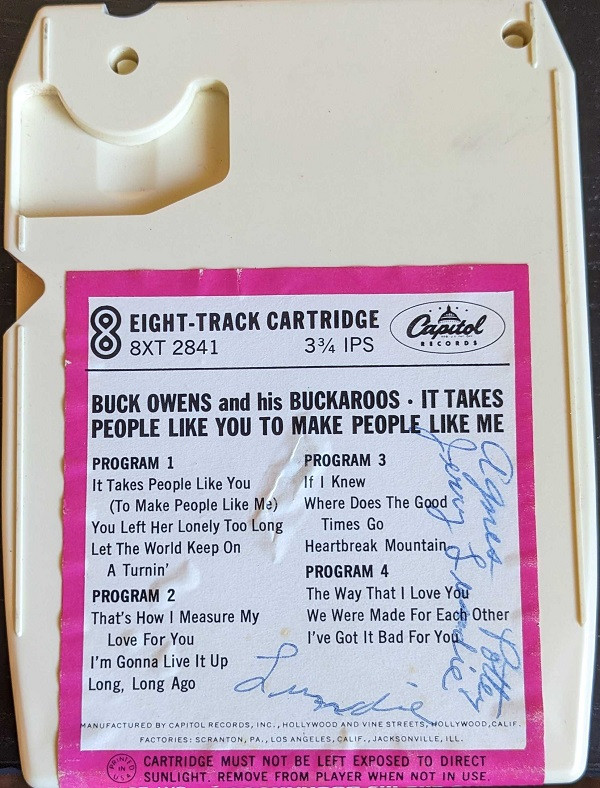 8 EIGHT-TRACK CARTRIDGE
8XT 2841 3¾ IPS
Capitol
RECORDS
BUCK OWENS and his BUCKAROOS · IT TAKES
PEOPLE LIKE YOU TO MAKE PEOPLE LIKE ME
PROGRAM 1
It Takes People Like You
(To Make People Like Me)
You Left Her Lonely Too Long
Let The World Keep On
A Turnin'
PROGRAM 2
That's How I Measure My
Love For You
I'm Gonna Live It Up
Long, Long Ago
PROGRAM 3
If I Knew
Where Does The Good
Times Go
Heartbreak Mountain
PROGRAM 4
The Way That I Love You
We Were Made For Each Other
I've Got It Bad For You
Agnes Potter
Jerry Lundie
Lundie
MANUFACTURED BY CAPITOL RECORDS, INC., HOLLYWOOD AND VINE STREETS, HOLLYWOOD, CALIF.
FACTORIES: SCRANTON, PA., LOS ANGELES, CALIF., JACKSONVILLE, ILL.
PRINTED IN U.S.A.
CARTRIDGE MUST NOT BE LEFT EXPOSED TO DIRECT
SUNLIGHT. REMOVE FROM PLAYER WHEN NOT IN USE.